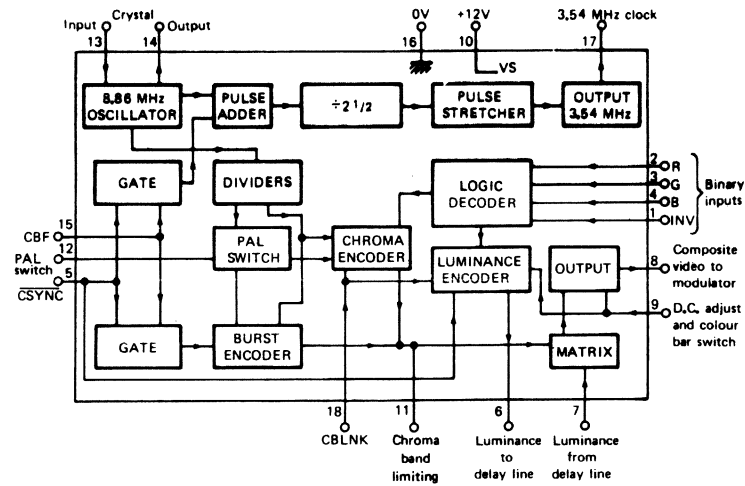 Crystal
Input
Output
0V
+12V
3,54 MHz clock
13
14
16
10
17
VS
8,86 MHz
OSCILLATOR
PULSE
ADDER
÷2 1/2
PULSE
STRETCHER
OUTPUT
3,54 MHz
GATE
DIVIDERS
LOGIC
DECODER
2
R
3
G
4
B
1
INV
Binary
inputs
15
CBF
12
PAL
switch
5
CSYNC
PAL
SWITCH
CHROMA
ENCODER
LUMINANCE
ENCODER
OUTPUT
8
Composite
video to
modulator
9
D.C. adjust
and colour
bar switch
GATE
BURST
ENCODER
MATRIX
18
11
6
7
CBLNK
Chroma
band
limiting
Luminance
to
delay line
Luminance
from
delay line